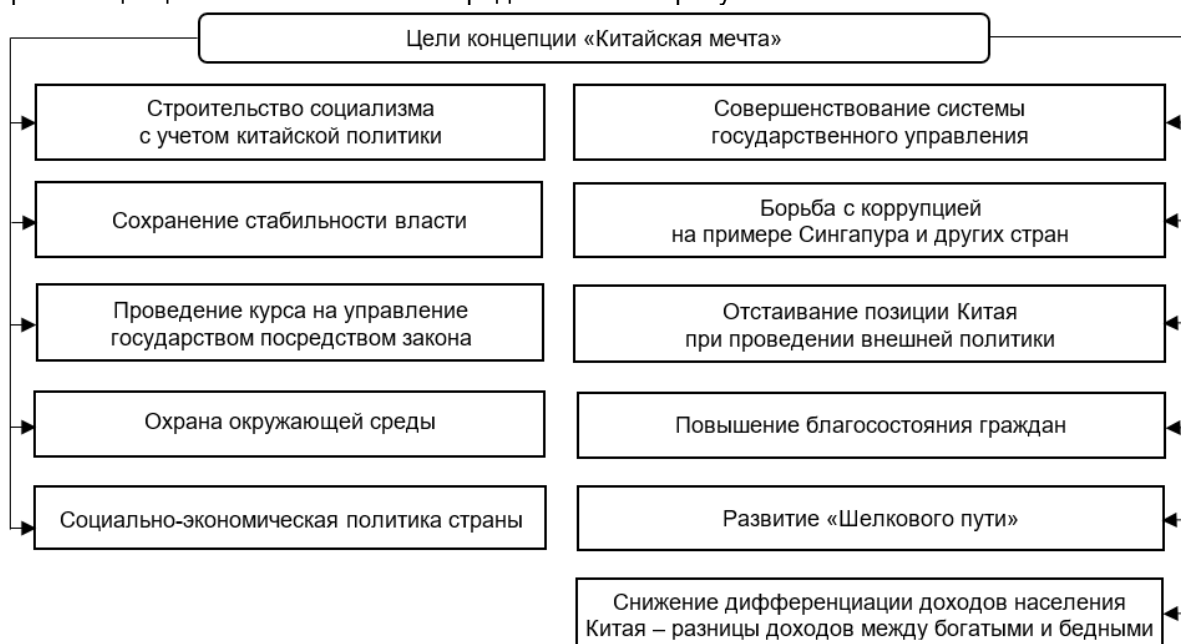 Цели концепции «Китайская мечта»
Строительство социализма
с учетом китайской политики
Сохранение стабильности власти
Проведение курса на управление
государством посредством закона
Охрана окружающей среды
Социально-экономическая политика страны
Совершенствование системы
государственного управления
Борьба с коррупцией
на примере Сингапура и других стран
Отстаивание позиции Китая
при проведении внешней политики
Повышение благосостояния граждан
Развитие «Шелкового пути»
Снижение дифференциации доходов населения
Китая – разницы доходов между богатыми и бедными